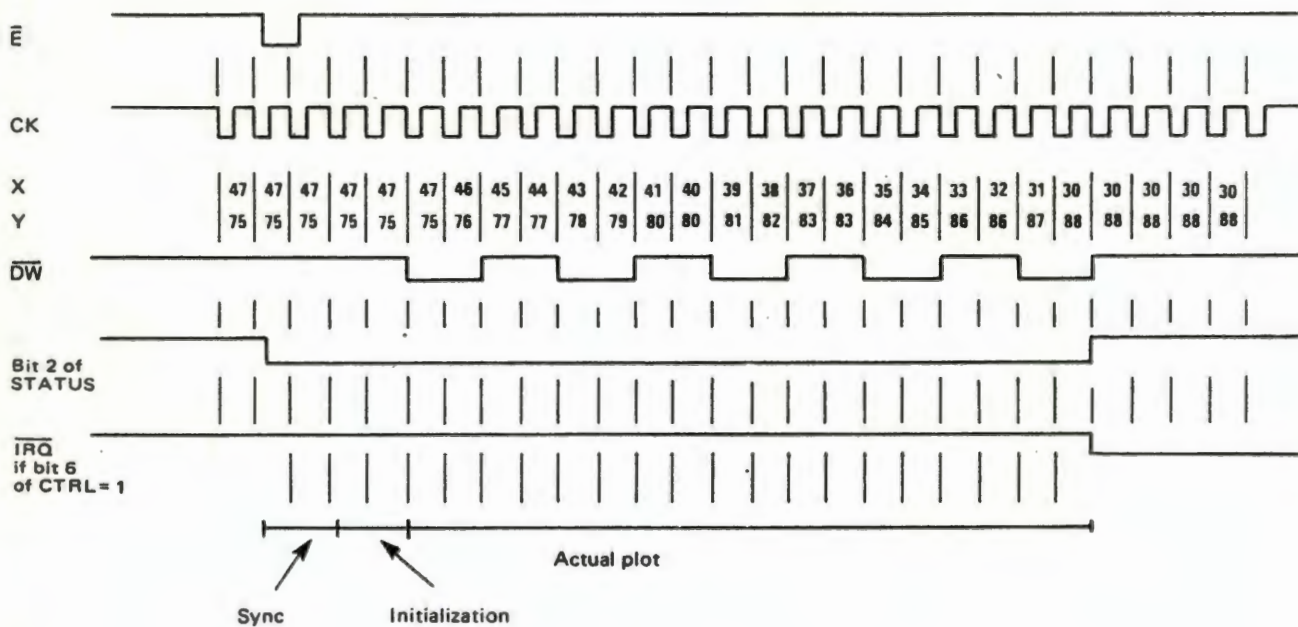 E
CK
X 47 47 47 47 47 47 46 45 44 43 42 41 40 39 38 37 36 35 34 33 32 31 30 30 30 30 30
Y 75 75 75 75 75 75 76 77 77 78 79 80 80 81 82 83 83 84 85 86 86 87 88 88 88 88 88
DW
Bit 2 of
STATUS
IRQ
if bit 6
of CTRL= 1
Actual plot
Sync Initialization